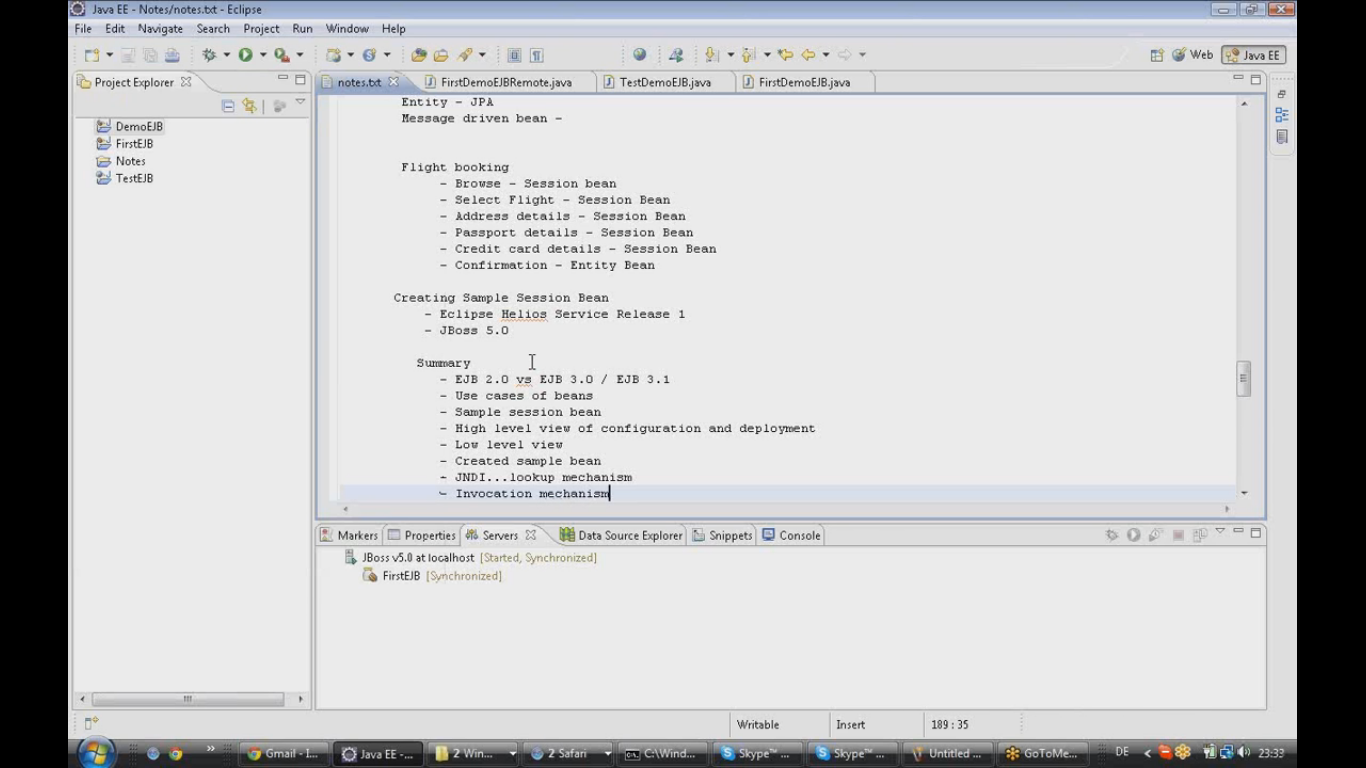 Java EE - Notes/notes.txt - Eclipse
File Edit Navigate Search Project Run Window Help
Web Java EE
Project Explorer
notes.txt FirstDemoEJBRemote.java TestDemoEJB.java FirstDemoEJB.java
DemoEJB
FirstEJB
Notes
TestEJB
Entity - JPA
Message driven bean -
Flight booking
- Browse - Session bean
- Select Flight - Session Bean
- Address details - Session Bean
- Passport details - Session Bean
- Credit card details - Session Bean
- Confirmation - Entity Bean
Creating Sample Session Bean
- Eclipse Helios Service Release 1
- JBoss 5.0
Summary
- EJB 2.0 vs EJB 3.0 / EJB 3.1
- Use cases of beans
- Sample session bean
- High level view of configuration and deployment
- Low level view
- Created sample bean
- JNDI...lookup mechanism
- Invocation mechanism
Markers Properties Servers Data Source Explorer Snippets Console
JBoss v5.0 at localhost [Started, Synchronized]
FirstEJB [Synchronized]
Writable Insert 189 : 35
Gmail - I... Java EE -... 2 Win... 2 Safari C:\Wind... Skype™ ... Skype™ ... Untitled ... GoToMe... DE 23:33